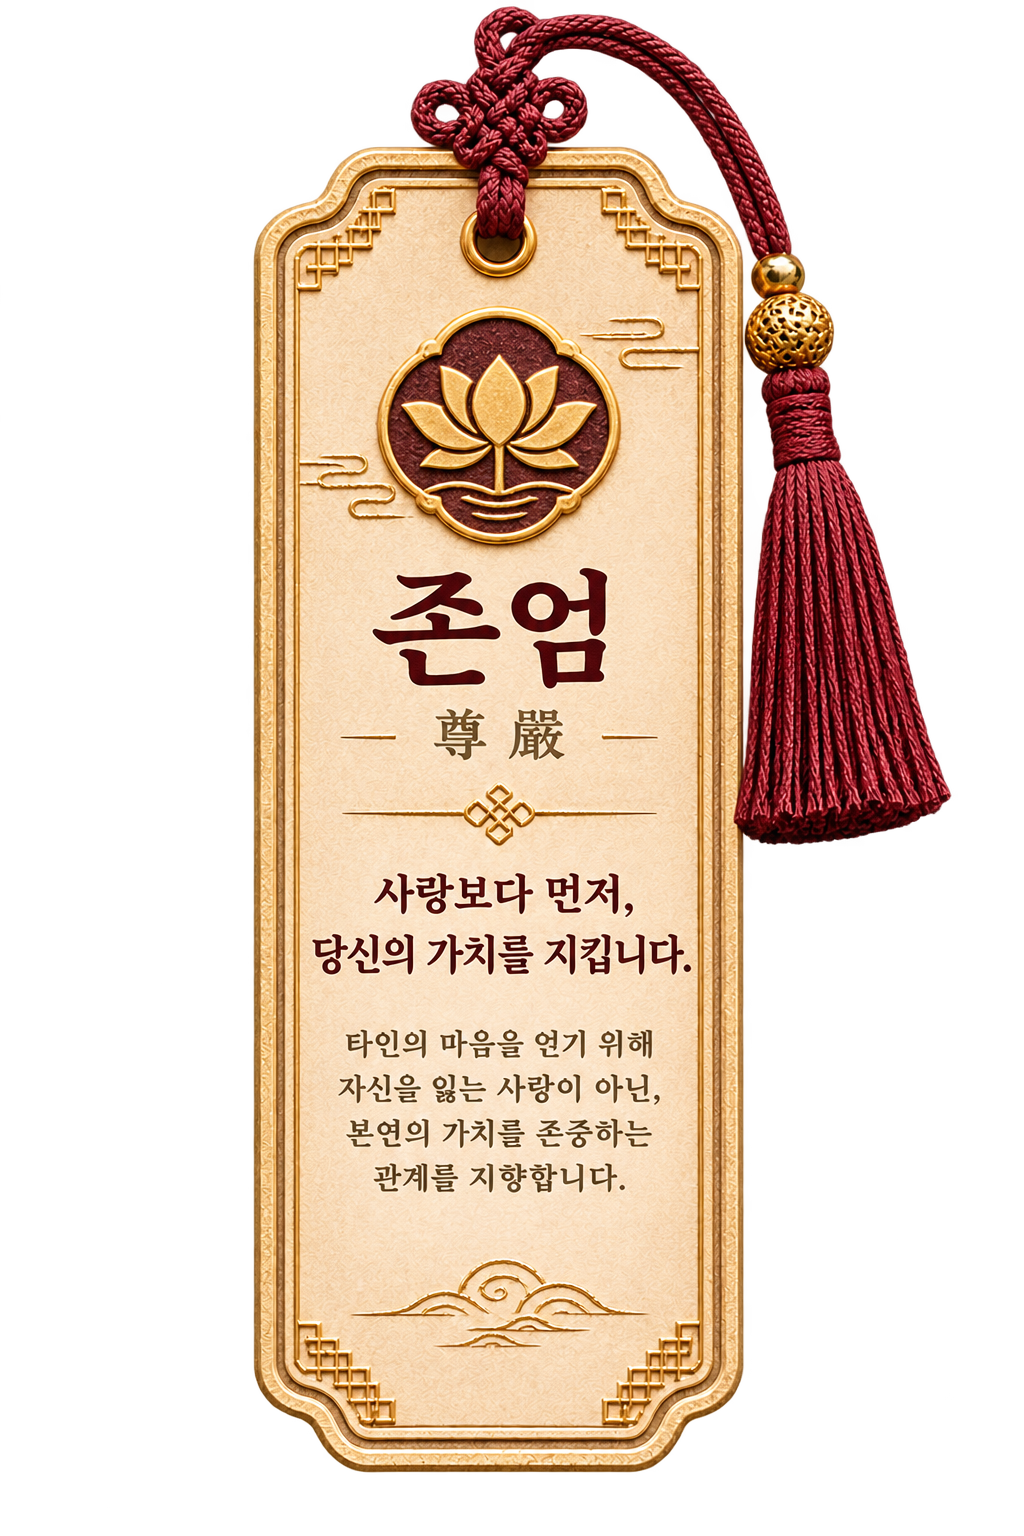 존엄
尊嚴
사랑보다 먼저,
당신의 가치를 지킵니다.
타인의 마음을 얻기 위해
자신을 잃는 사랑이 아닌,
본연의 가치를 존중하는
관계를 지향합니다.